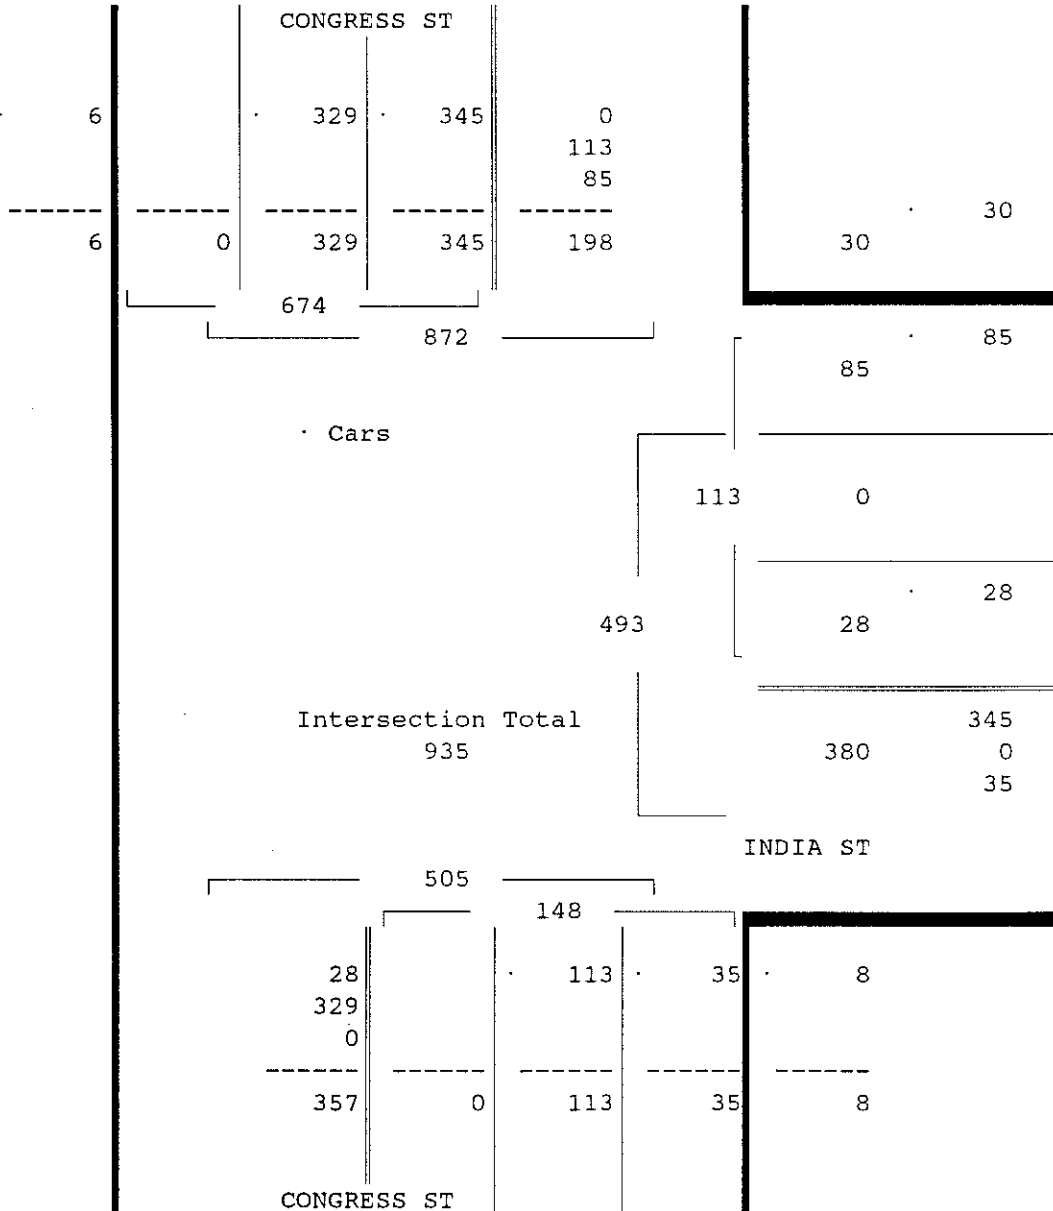 CONGRESS ST
6 329 345 0
113
85
30
6 0 329 345 198 30
674
872 85
85
Cars
113 0
28
493 28
Intersection Total 345
935 380 0
35
INDIA ST
505
148
28 113 35 8
329
0
357 0 113 35 8
CONGRESS ST